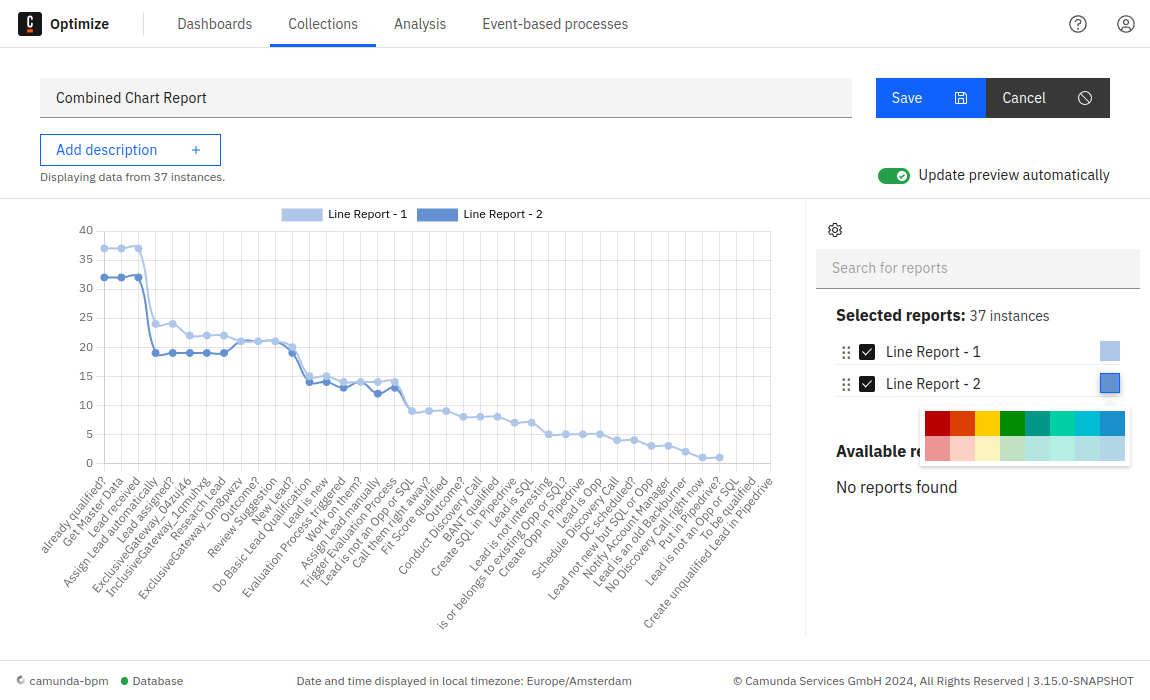 C Optimize Dashboards Collections Analysis Event-based processes
Combined Chart Report
Save Cancel
Add description +
Displaying data from 37 instances.
Update preview automatically
Line Report - 1 Line Report - 2
40
35
30
25
20
15
10
5
0
already qualified?
Get Master Data
Lead received
Assign Lead automatically
Lead assigned?
ExclusiveGateway_04zuj46
InclusiveGateway_1qmuhxg
Research Lead
ExclusiveGateway_0m8pwzv
Outcome?
Review Suggestion
New Lead?
Do Basic Lead Qualification
Lead is new
Evaluation Process triggered
Work on them?
Assign Lead manually
Trigger Evaluation Process
Lead is not an Opp or SQL
Call them right away?
Fit Score qualified
Outcome?
Conduct Discovery Call
BANT qualified
Create SQL in Pipedrive
Lead is SQL
Lead is not interesting
is or belongs to existing Opp or SQL?
Create Opp in Pipedrive
Lead is Opp
Schedule Discovery Call
DC scheduled?
Lead not new but SQL or Opp
Notify Account Manager
Lead is an old Backburner
No Discovery Call right now
Put in Pipedrive?
Lead is not an Opp or SQL
To be qualified
Create unqualified Lead in Pipedrive
Search for reports
Selected reports: 37 instances
Line Report - 1
Line Report - 2
Available re
No reports found
camunda-bpm Database Date and time displayed in local timezone: Europe/Amsterdam © Camunda Services GmbH 2024, All Rights Reserved | 3.15.0-SNAPSHOT